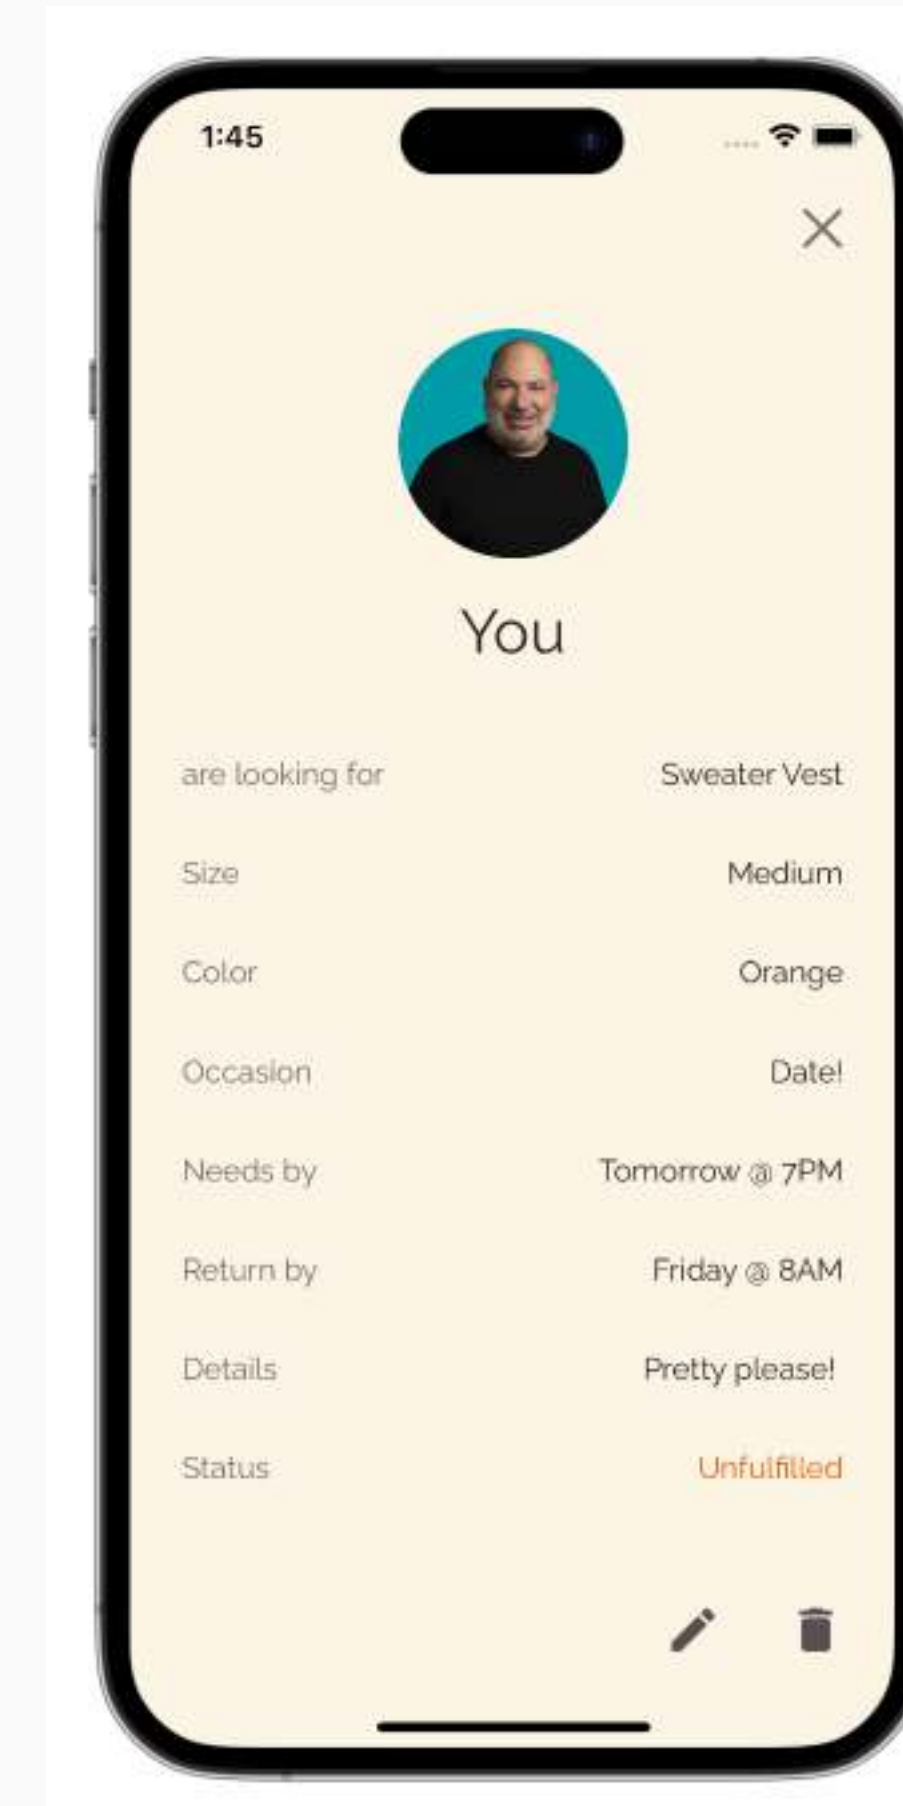 1:45
You
are looking for Sweater Vest
Size Medium
Color Orange
Occasion Date!
Needs by Tomorrow @ 7PM
Return by Friday @ 8AM
Details Pretty please!
Status Unfulfilled